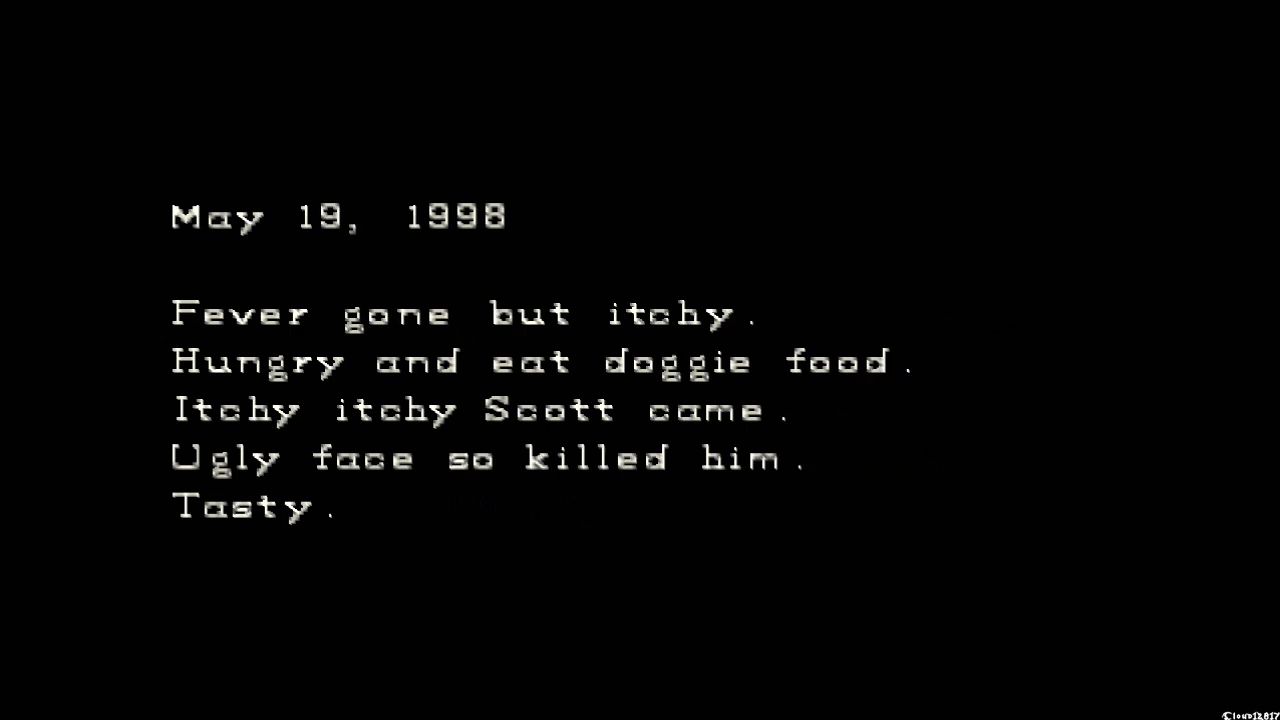 May 19, 1998
Fever gone but itchy.
Hungry and eat doggie food.
Itchy itchy Scott came.
Ugly face so killed him.
Tasty.